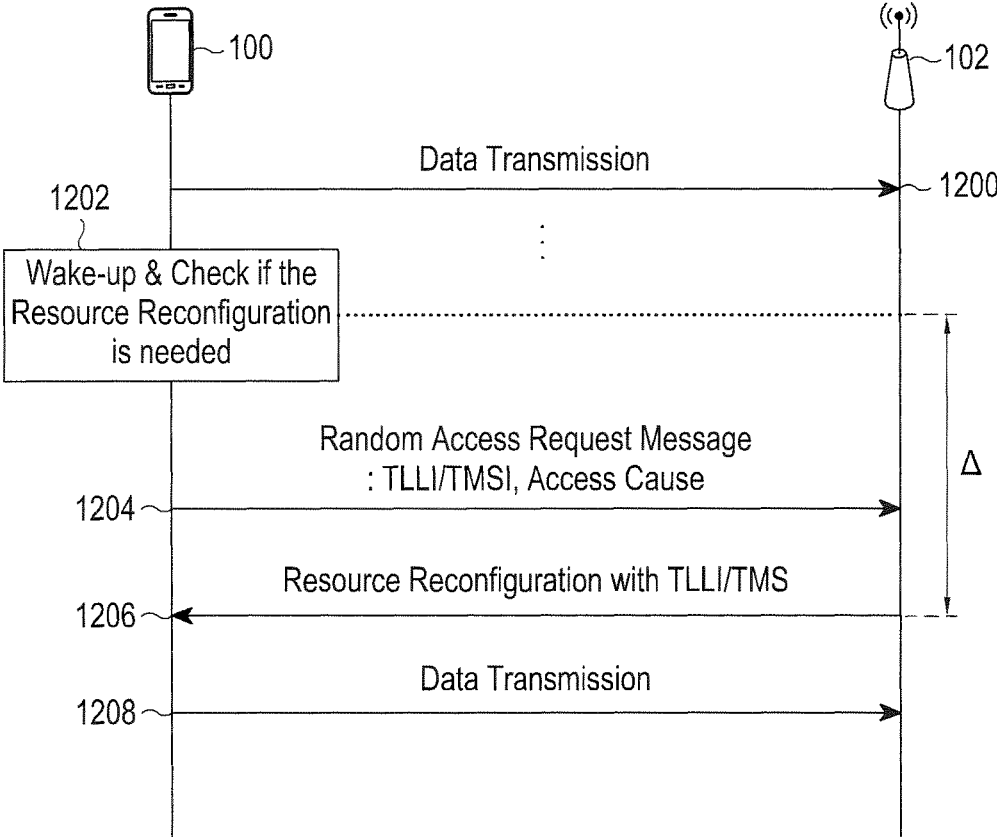 100
102
Data Transmission
1200
1202
Wake-up & Check if the
Resource Reconfiguration
is needed
Random Access Request Message
: TLLI/TMSI, Access Cause
Δ
1204
Resource Reconfiguration with TLLI/TMS
1206
Data Transmission
1208